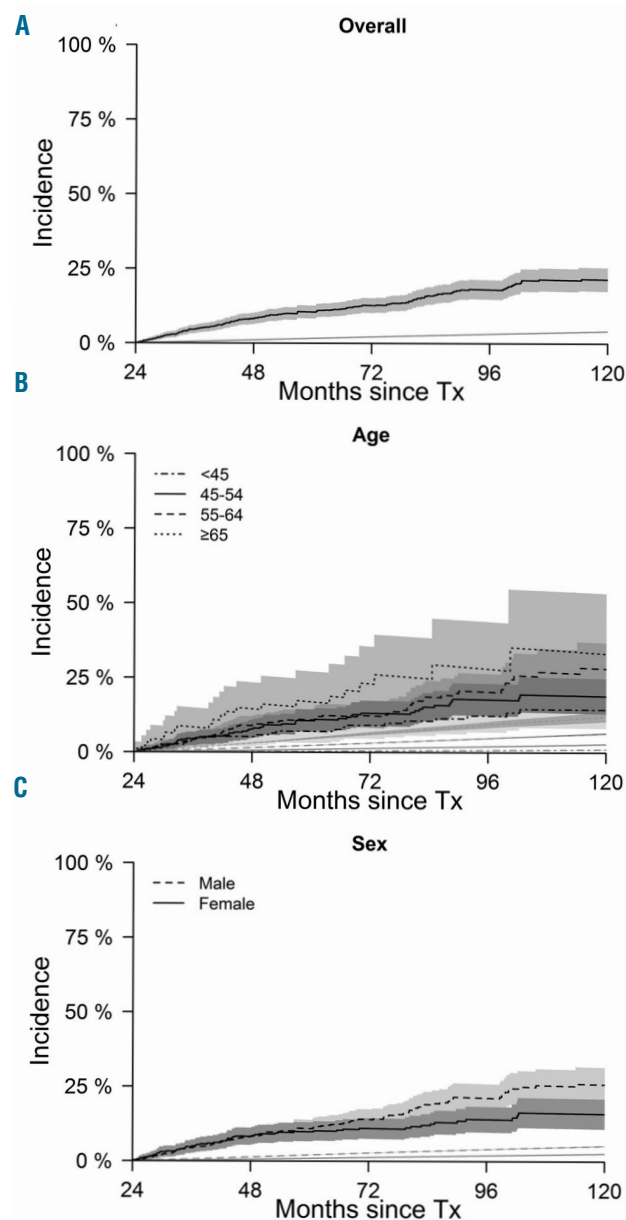 A
Overall
100 %
75 %
50 %
25 %
0 %
Incidence
24 48 72 96 120
Months since Tx
B
Age
100 %
75 %
50 %
25 %
0 %
Incidence
<45
45-54
55-64
≥65
24 48 72 96 120
Months since Tx
C
Sex
100 %
75 %
50 %
25 %
0 %
Incidence
Male
Female
24 48 72 96 120
Months since Tx